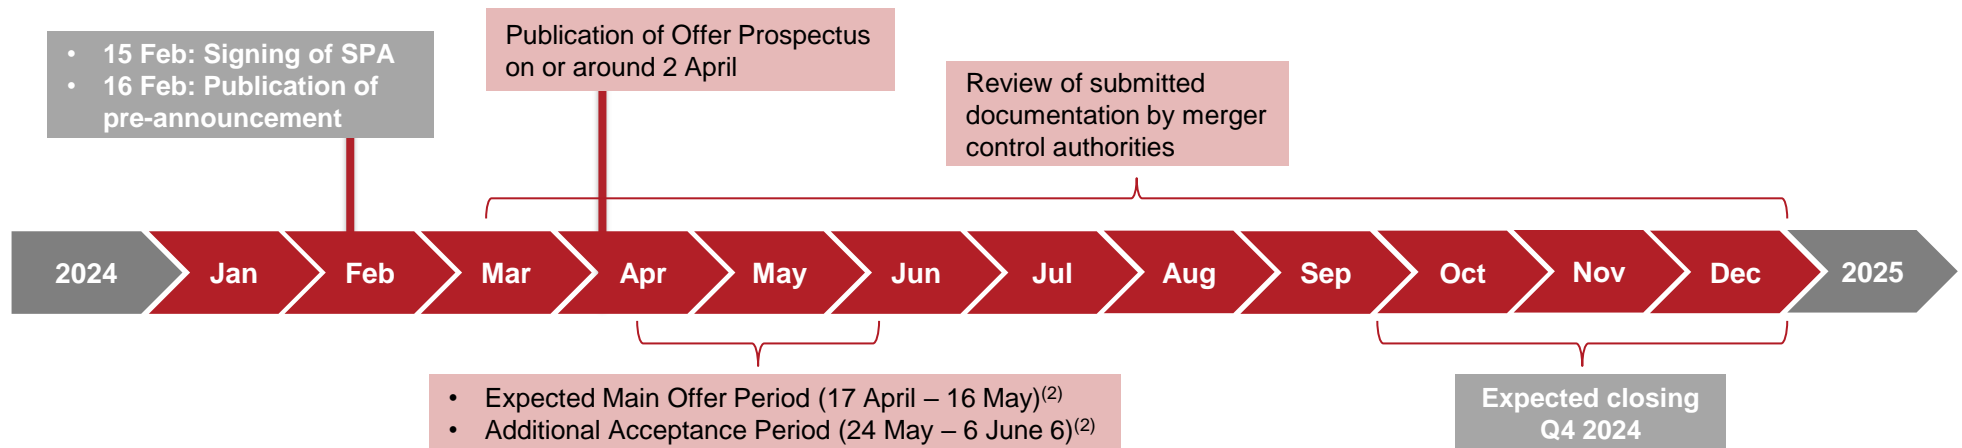 • 15 Feb: Signing of SPA
• 16 Feb: Publication of
pre-announcement
Publication of Offer Prospectus
on or around 2 April
Review of submitted
documentation by merger
control authorities
2024 Jan Feb Mar Apr May Jun Jul Aug Sep Oct Nov Dec 2025
• Expected Main Offer Period (17 April – 16 May)(2)
• Additional Acceptance Period (24 May – 6 June 6)(2)
Expected closing
Q4 2024